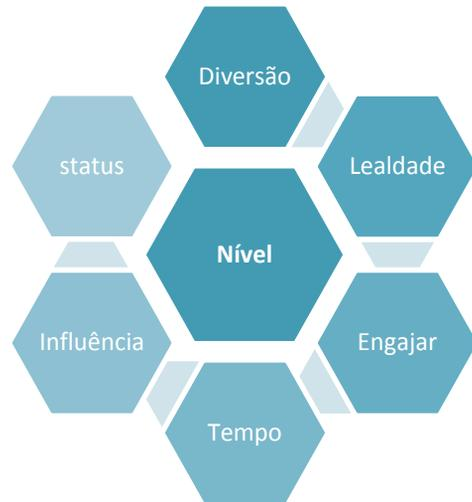 Diversão
status
Lealdade
Nível
Influência
Engajar
Tempo